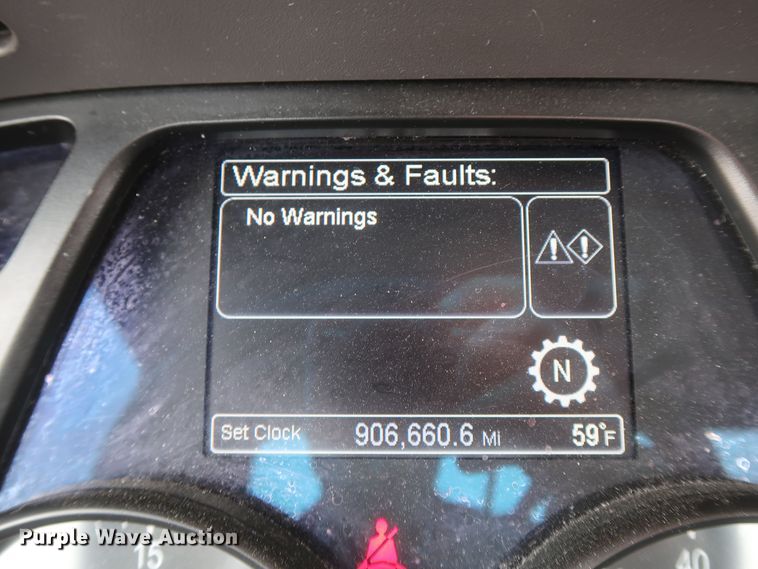 Warnings & Faults:
No Warnings
N
Set Clock 906,660.6 Mi 59°F
15
40
Purple Wave Auction